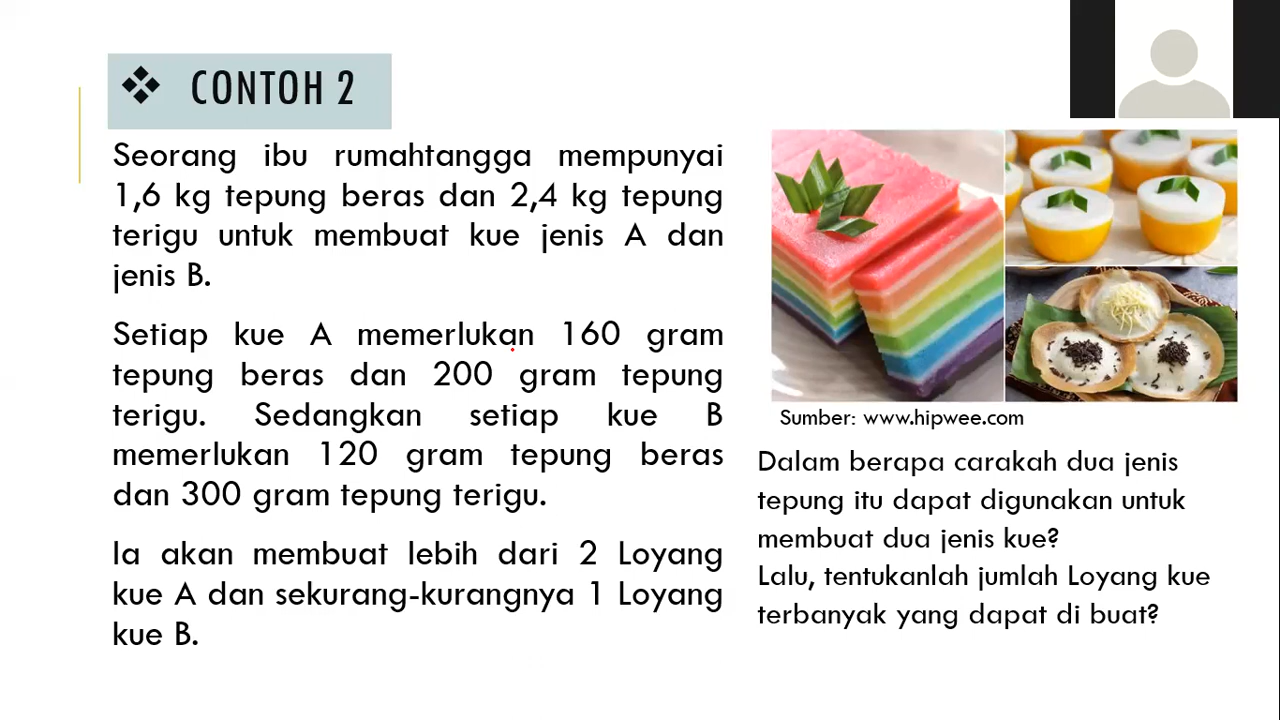 CONTOH 2
Seorang ibu rumahtangga mempunyai
1,6 kg tepung beras dan 2,4 kg tepung
terigu untuk membuat kue jenis A dan
jenis B.
Setiap kue A memerlukan 160 gram
tepung beras dan 200 gram tepung
terigu. Sedangkan setiap kue B
memerlukan 120 gram tepung beras
dan 300 gram tepung terigu.
Ia akan membuat lebih dari 2 Loyang
kue A dan sekurang-kurangnya 1 Loyang
kue B.
Sumber: www.hipwee.com
Dalam berapa carakah dua jenis
tepung itu dapat digunakan untuk
membuat dua jenis kue?
Lalu, tentukanlah jumlah Loyang kue
terbanyak yang dapat di buat?